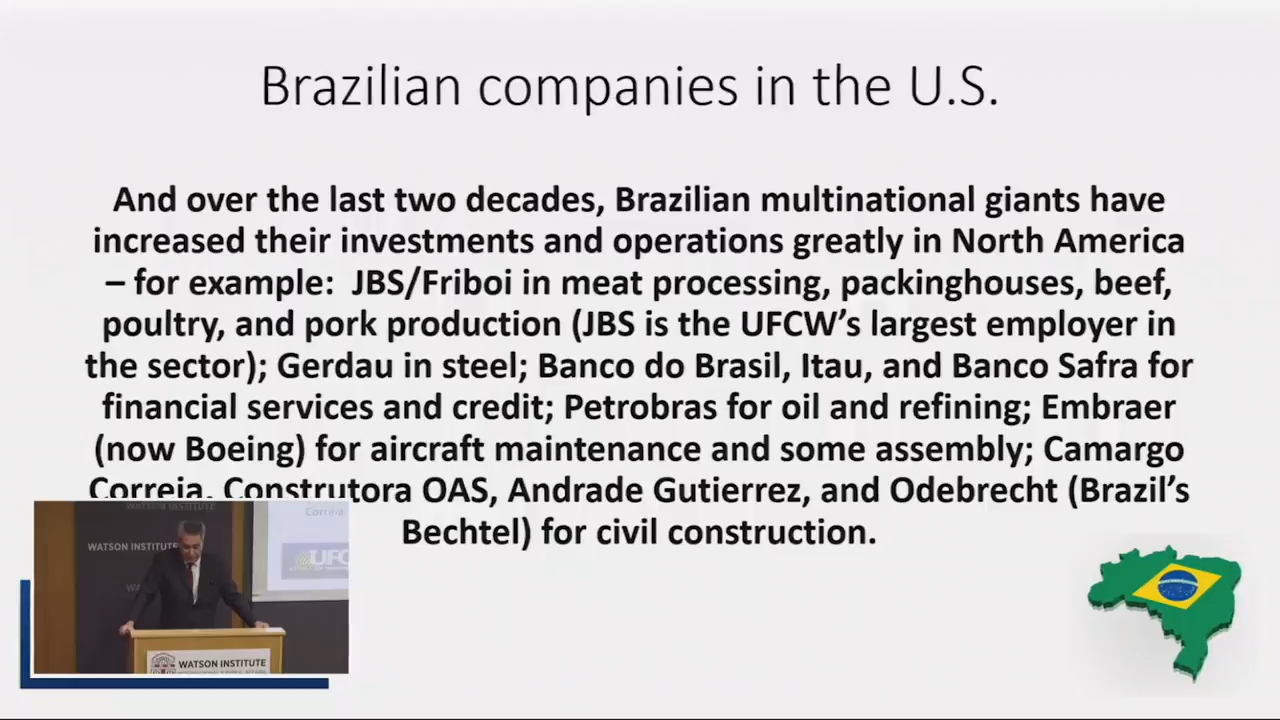 Brazilian companies in the U.S.
And over the last two decades, Brazilian multinational giants have
increased their investments and operations greatly in North America
– for example:  JBS/Friboi in meat processing, packinghouses, beef,
poultry, and pork production (JBS is the UFCW’s largest employer in
the sector); Gerdau in steel; Banco do Brasil, Itau, and Banco Safra for
financial services and credit; Petrobras for oil and refining; Embraer
(now Boeing) for aircraft maintenance and some assembly; Camargo
Correia, Construtora OAS, Andrade Gutierrez, and Odebrecht (Brazil’s
Bechtel) for civil construction.
WATSON INSTITUTE
WATSON INSTITUTE
Correia
UFC
WATSON INSTITUTE